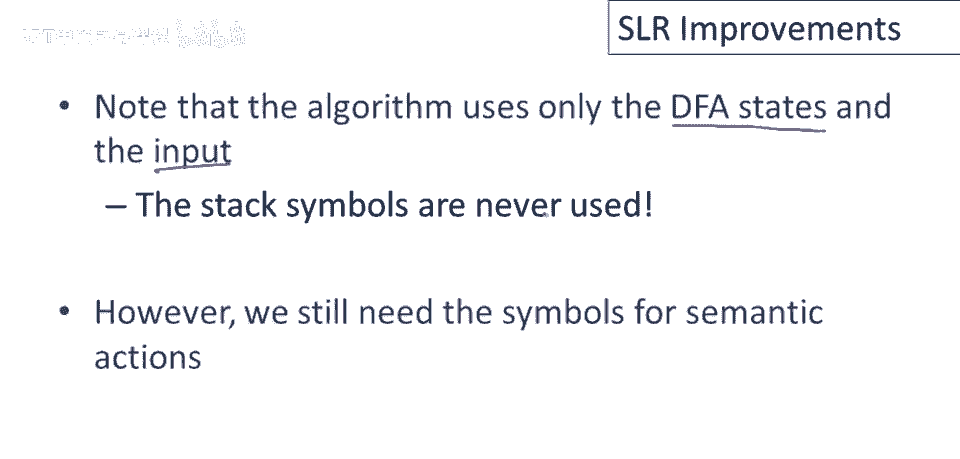 SLR Improvements
• Note that the algorithm uses only the DFA states and
the input
– The stack symbols are never used!
• However, we still need the symbols for semantic
actions